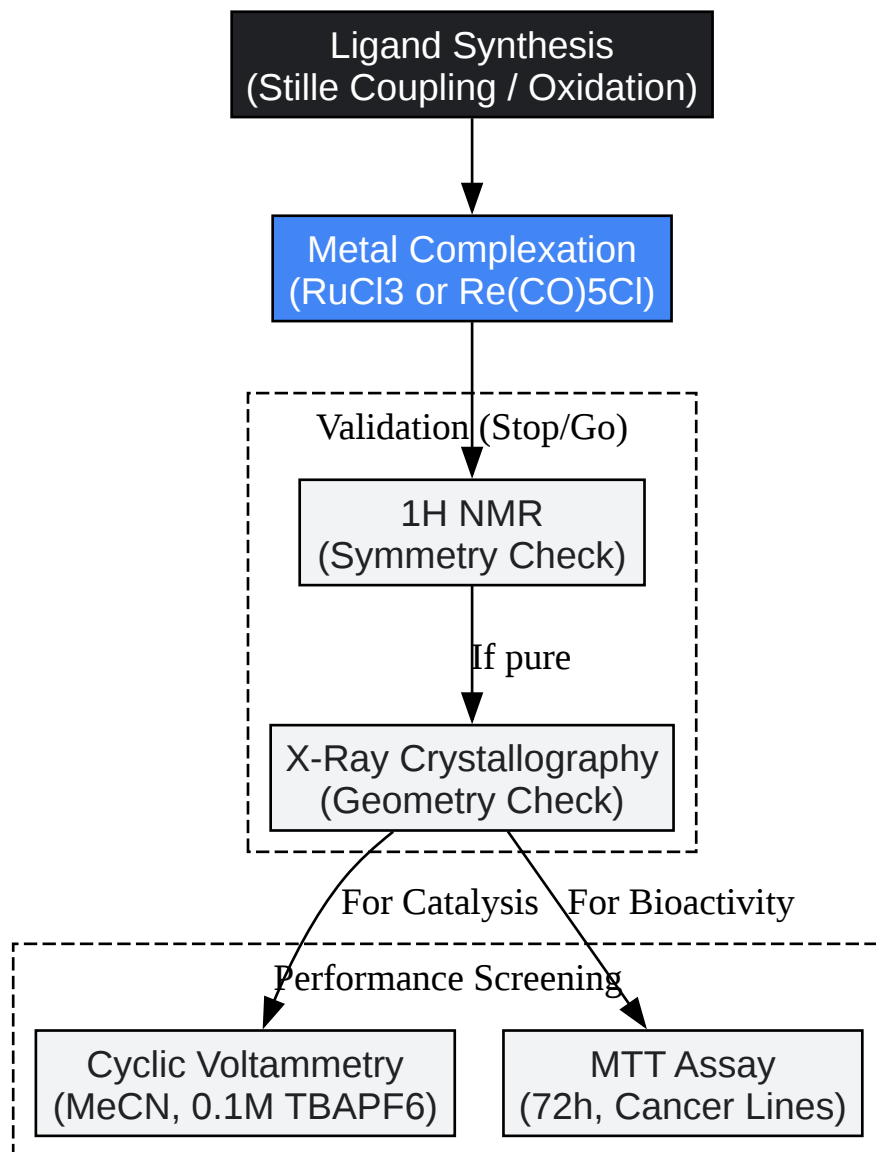 Ligand Synthesis
(Stille Coupling / Oxidation)
Metal Complexation
(RuCl3 or Re(CO)5Cl)
Validation (Stop/Go)
1H NMR
(Symmetry Check)
If pure
X-Ray Crystallography
(Geometry Check)
For Catalysis
For Bioactivity
Performance Screening
Cyclic Voltammetry
(MeCN, 0.1M TBAPF6)
MTT Assay
(72h, Cancer Lines)